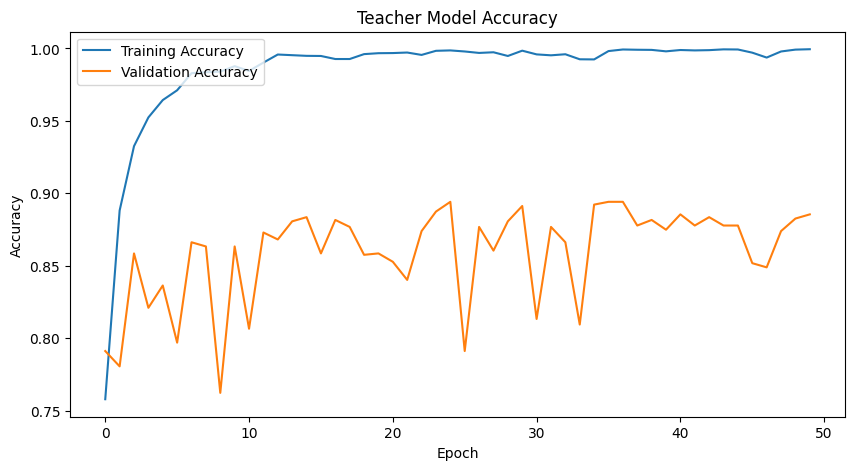 Teacher Model Accuracy
Training Accuracy
Validation Accuracy
1.00
0.95
0.90
0.85
0.80
0.75
Accuracy
0
10
20
30
40
50
Epoch